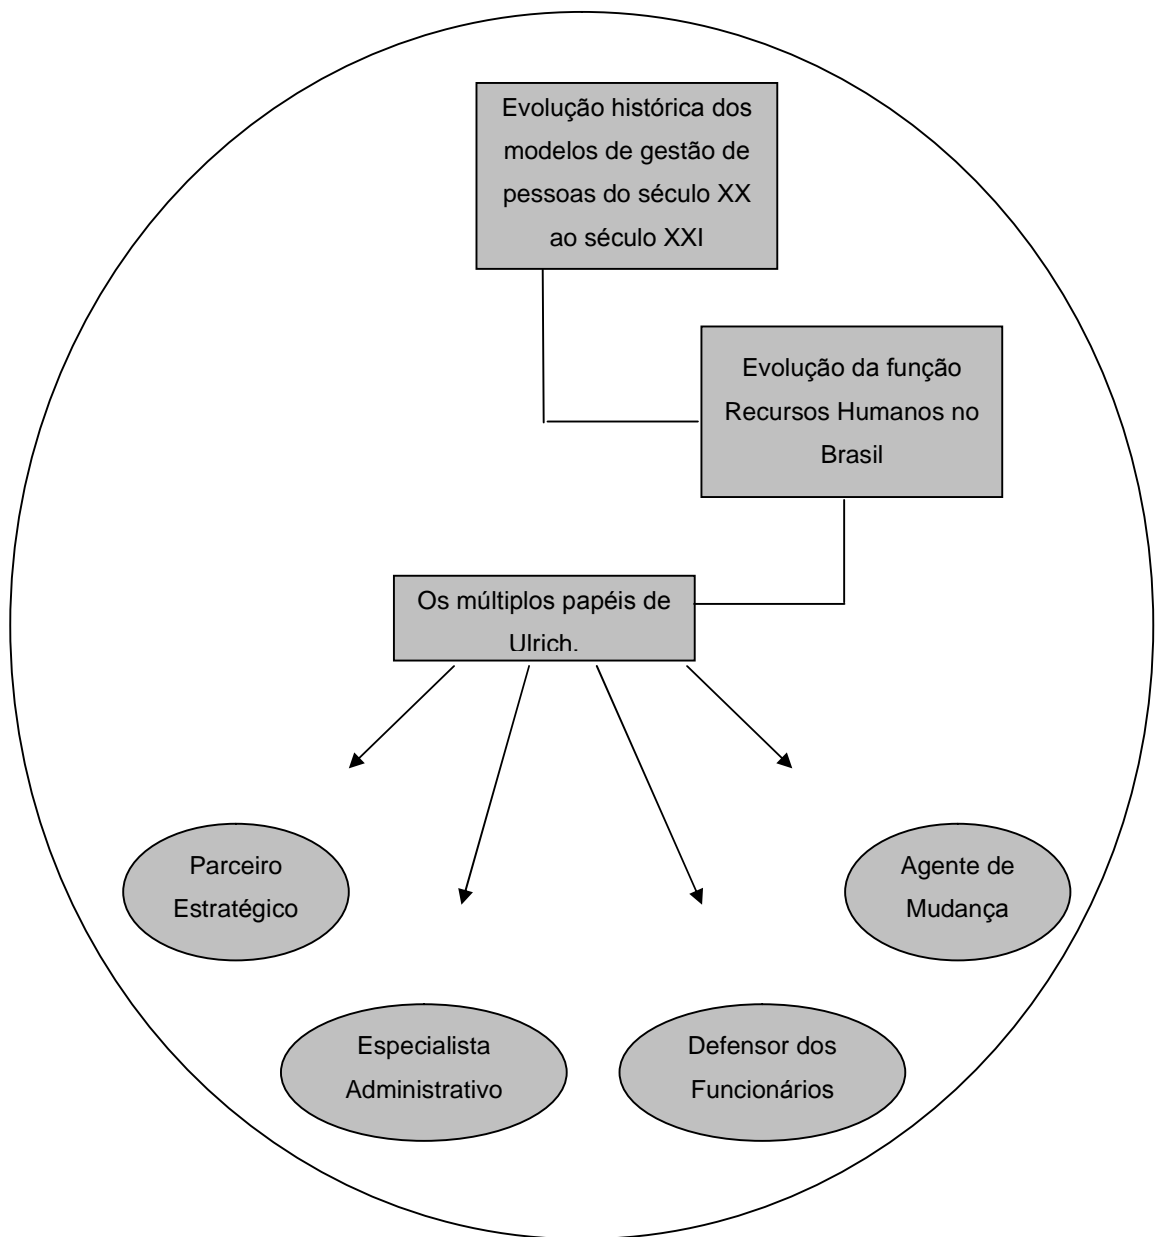 Evolução histórica dos
modelos de gestão de
pessoas do século XX
ao século XXI
Evolução da função
Recursos Humanos no
Brasil
Os múltiplos papéis de
Ulrich.
Parceiro
Estratégico
Agente de
Mudança
Especialista
Administrativo
Defensor dos
Funcionários